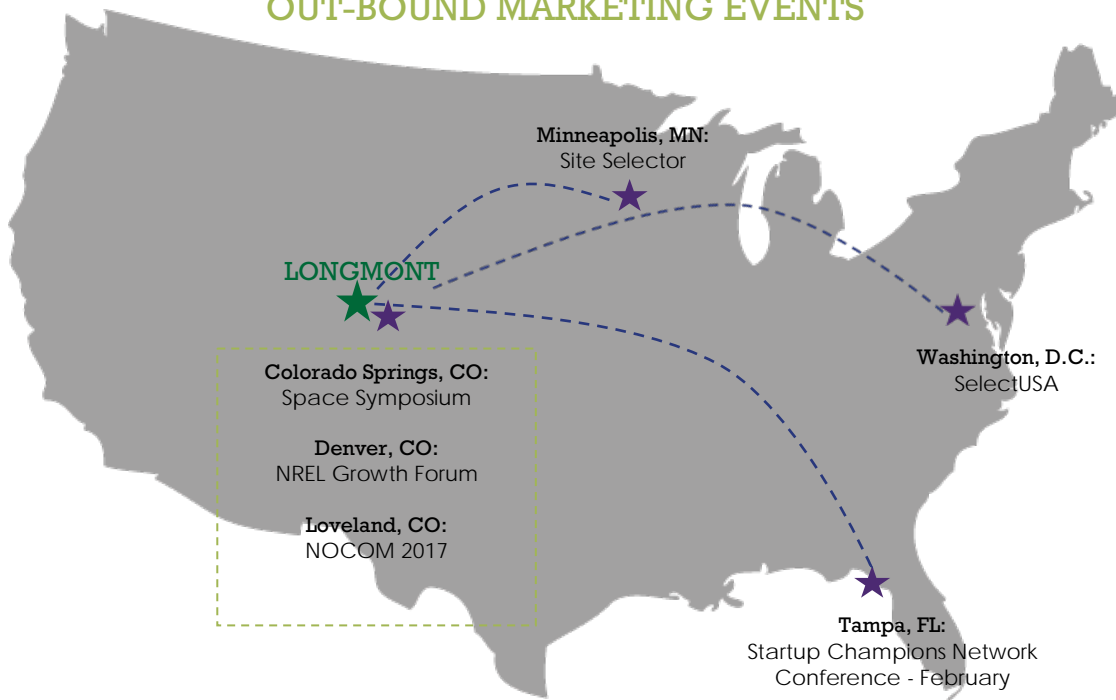 OUT-BOUND MARKETING EVENTS
Minneapolis, MN:
Site Selector
LONGMONT
Washington, D.C.:
SelectUSA
Colorado Springs, CO:
Space Symposium
Denver, CO:
NREL Growth Forum
Loveland, CO:
NOCOM 2017
Tampa, FL:
Startup Champions Network
Conference - February